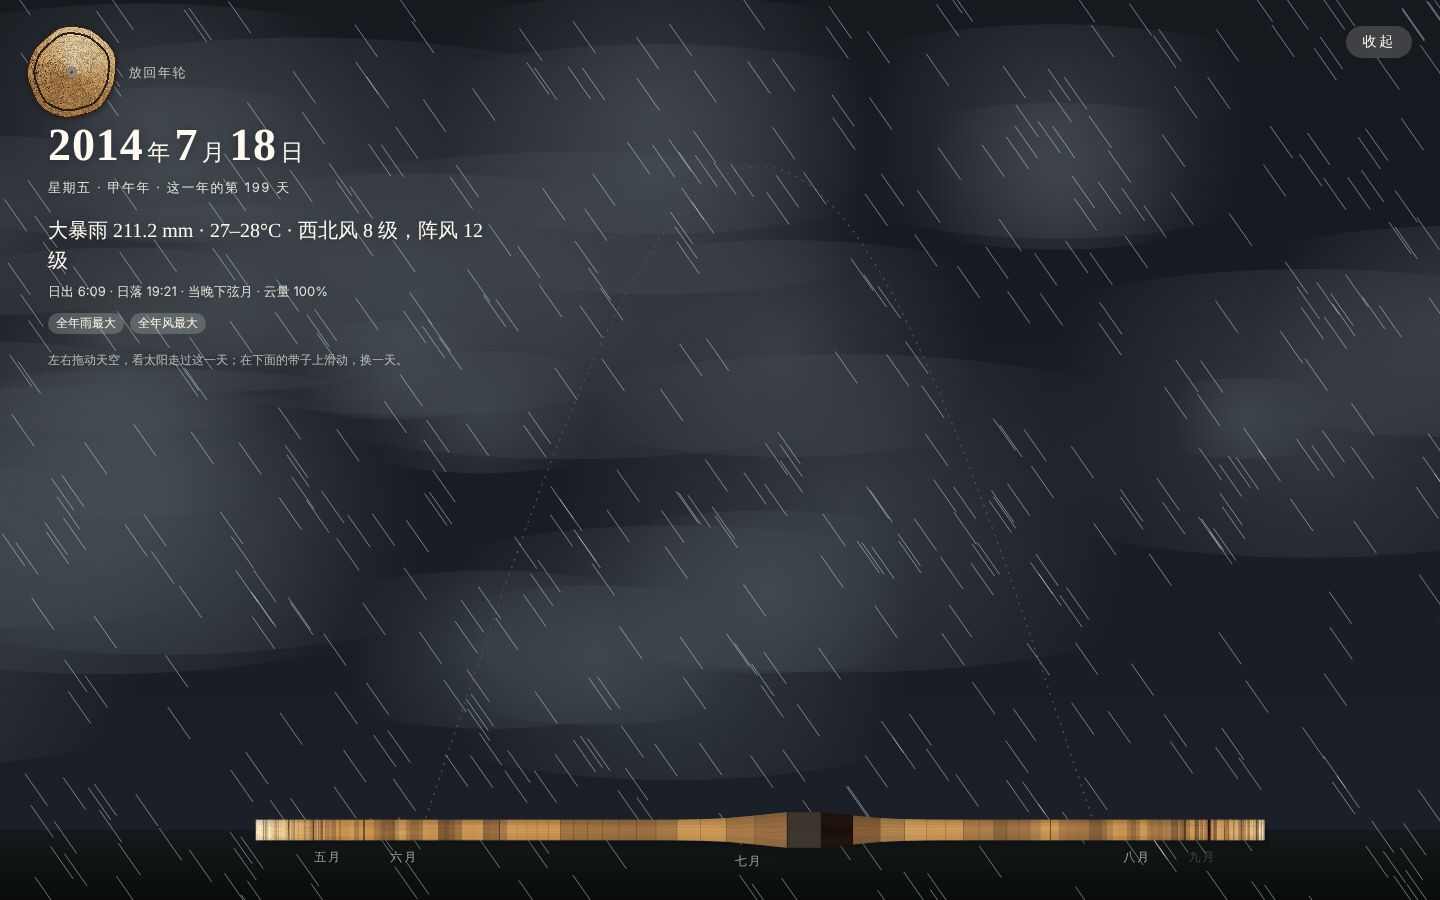 放回年轮
收起
2014年7月18日
星期五 · 甲午年 · 这一年的第 199 天
大暴雨 211.2 mm · 27–28°C · 西北风 8 级，阵风 12
级
日出 6:09 · 日落 19:21 · 当晚下弦月 · 云量 100%
全年雨最大 全年风最大
左右拖动天空，看太阳走过这一天；在下面的带子上滑动，换一天。
五月 六月 七月 八月 九月